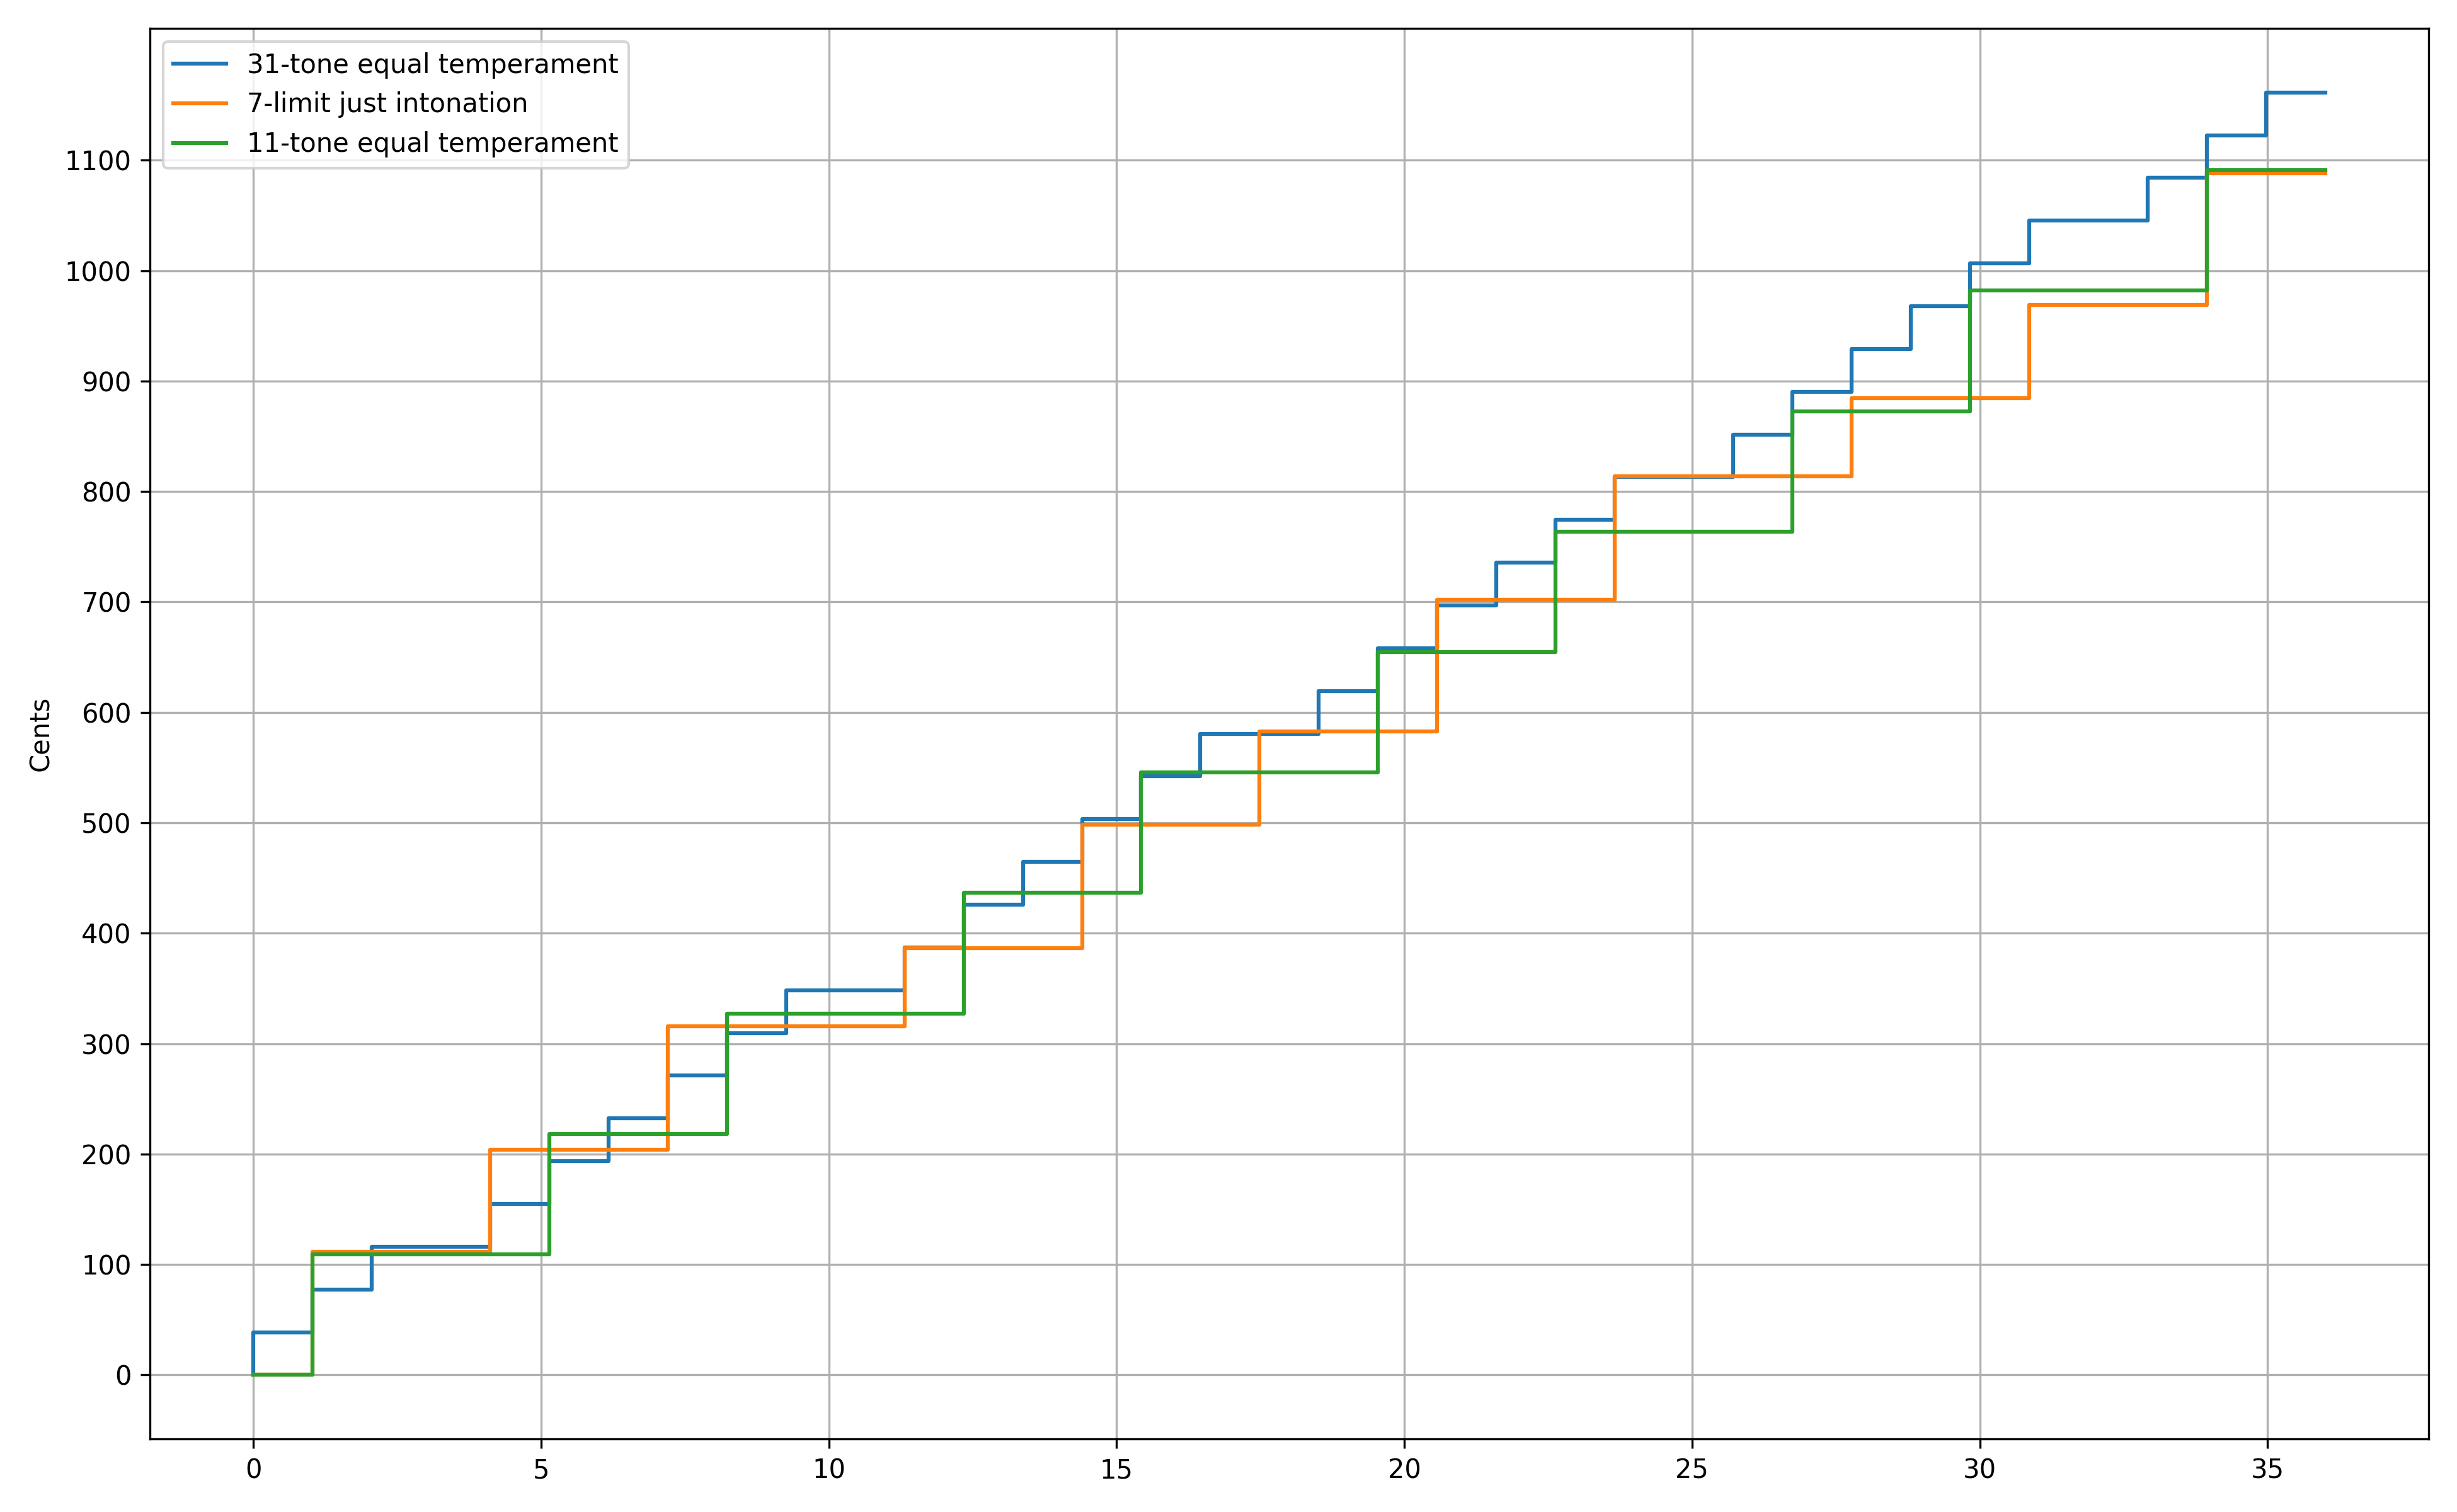 31-tone equal temperament
7-limit just intonation
11-tone equal temperament
1100
1000
900
800
700
600
500
400
300
200
100
0
Cents
0 5 10 15 20 25 30 35